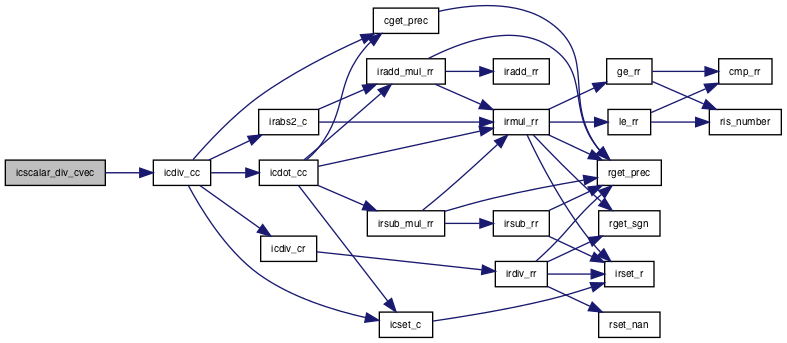 cget_prec
iradd_mul_rr
iradd_rr
ge_rr
cmp_rr
irabs2_c
irmul_rr
le_rr
ris_number
icscalar_div_cvec
icdiv_cc
icdot_cc
rget_prec
irsub_mul_rr
irsub_rr
rget_sgn
icdiv_cr
irdiv_rr
irset_r
icset_c
rset_nan